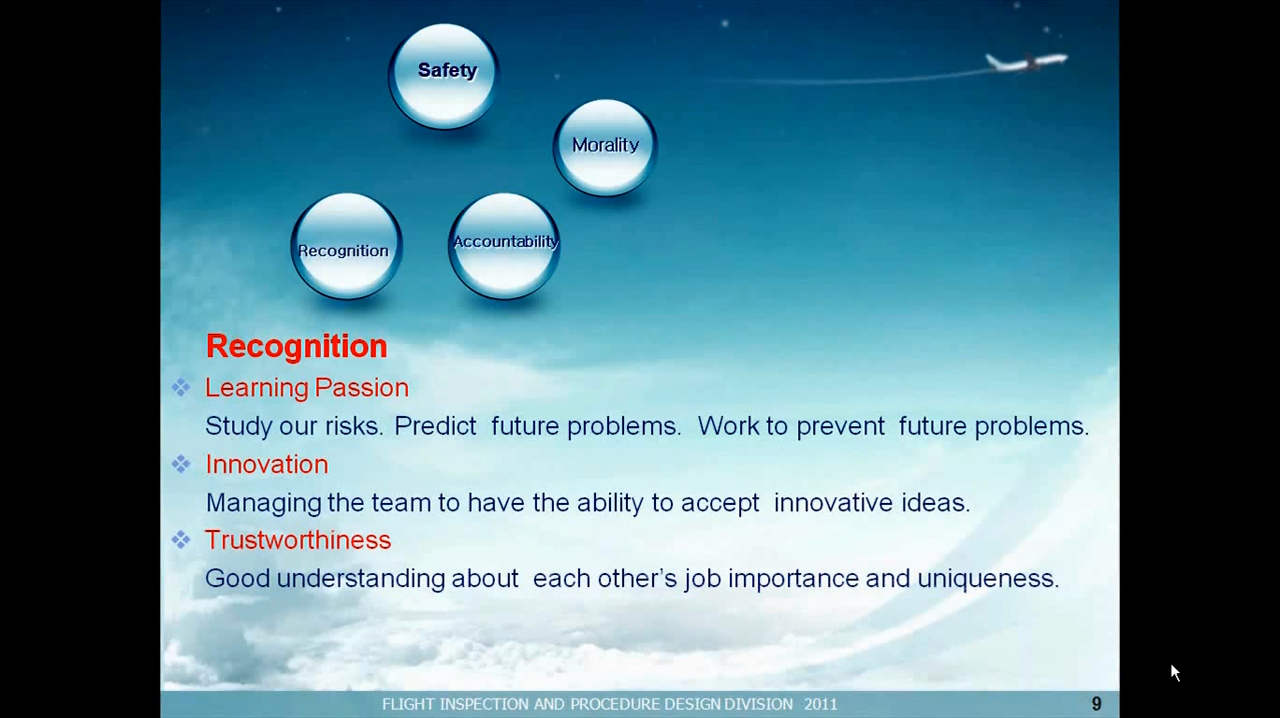 Safety
Morality
Recognition
Accountability
Recognition
Learning Passion
Study our risks. Predict future problems. Work to prevent future problems.
Innovation
Managing the team to have the ability to accept innovative ideas.
Trustworthiness
Good understanding about each other’s job importance and uniqueness.
FLIGHT INSPECTION AND PROCEDURE DESIGN DIVISION 2011
9